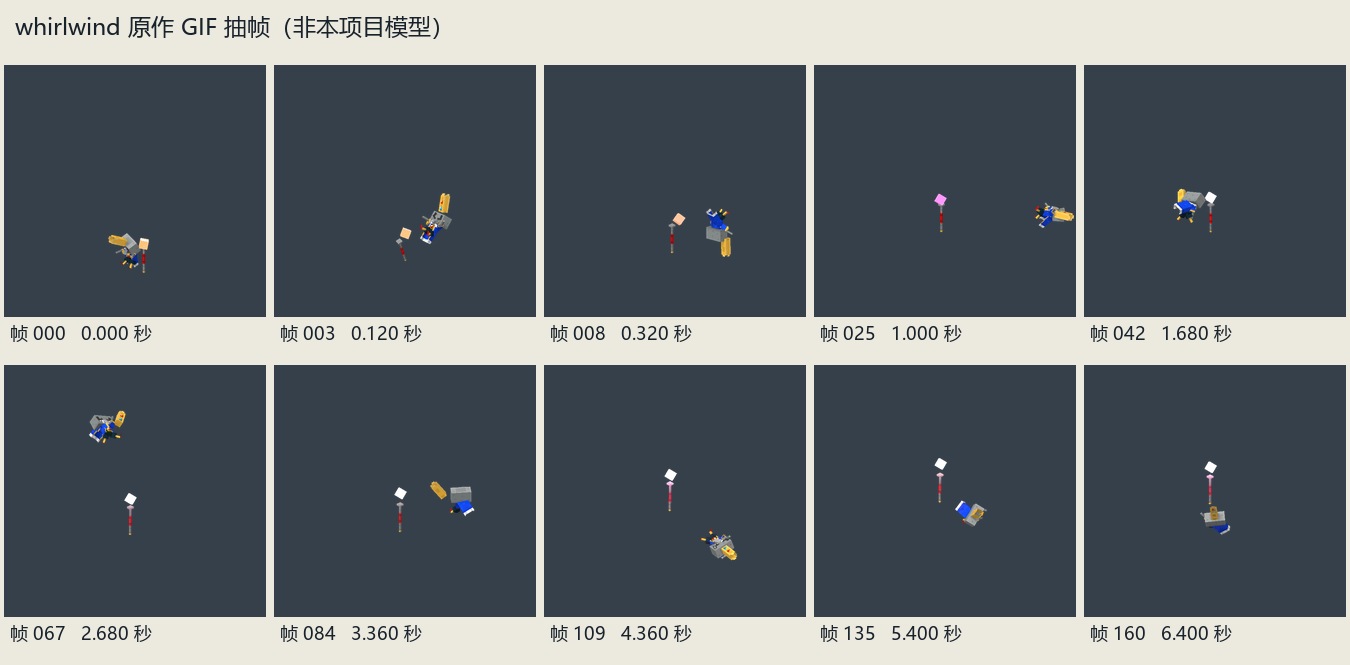 whirlwind 原作 GIF 抽帧（非本项目模型）
帧 000 0.000 秒
帧 003 0.120 秒
帧 008 0.320 秒
帧 025 1.000 秒
帧 042 1.680 秒
帧 067 2.680 秒
帧 084 3.360 秒
帧 109 4.360 秒
帧 135 5.400 秒
帧 160 6.400 秒